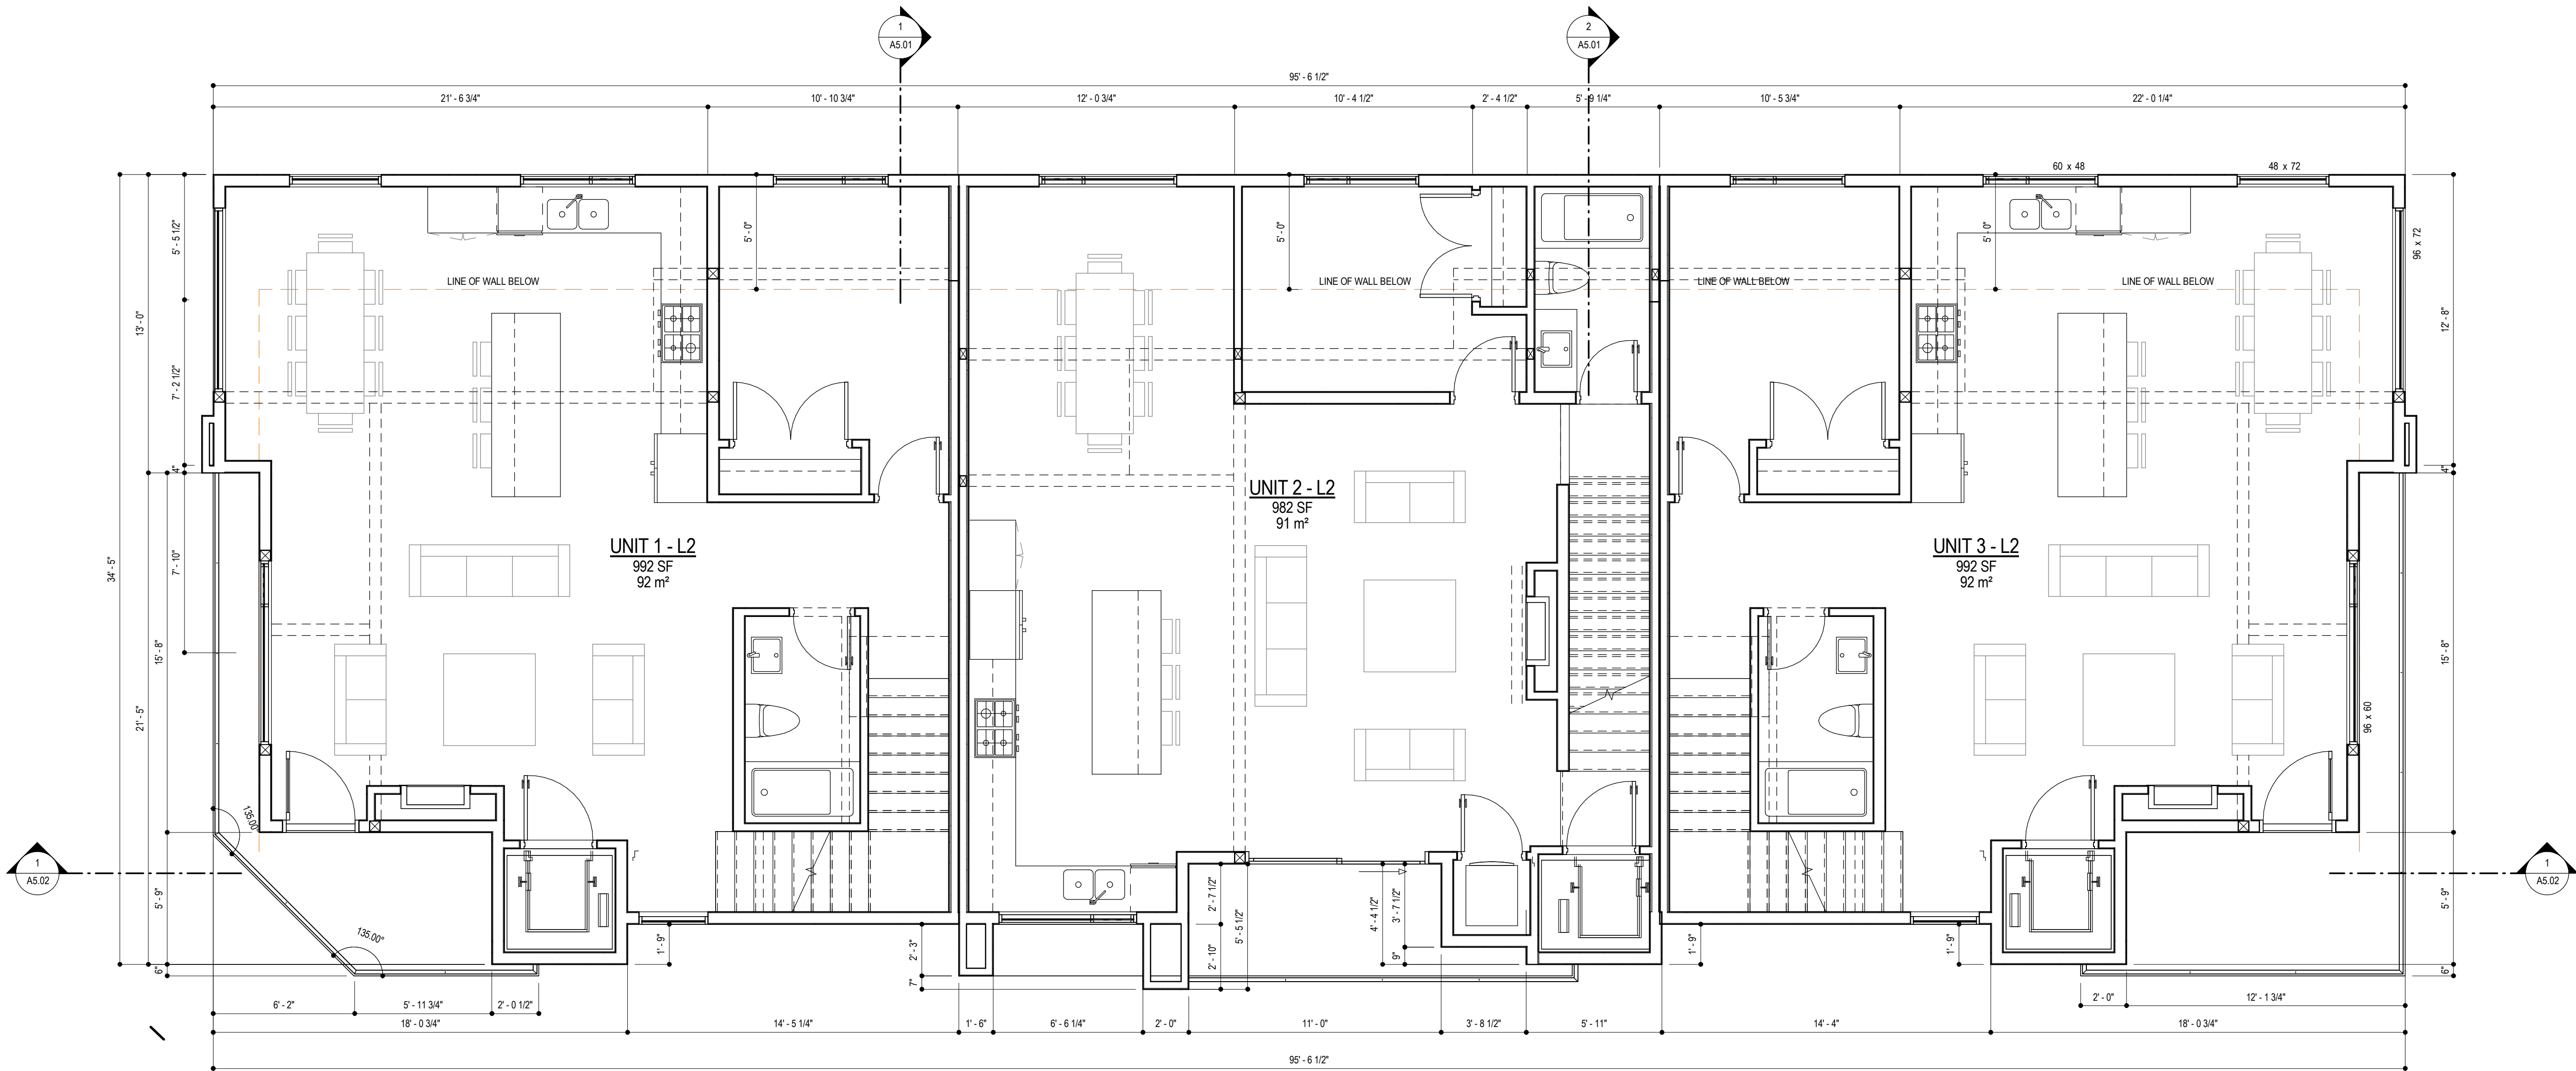 1
A5.01
2
A5.01
95' - 6 1/2"
21' - 6 3/4"
10' - 10 3/4"
12' - 0 3/4"
10' - 4 1/2"
2' - 4 1/2"
5' - 9 1/4"
10' - 5 3/4"
22' - 0 1/4"
60 x 48
48 x 72
96 x 72
5' - 5 1/2"
5' - 0"
5' - 0"
5' - 0"
LINE OF WALL BELOW
LINE OF WALL BELOW
LINE OF WALL BELOW
LINE OF WALL BELOW
13' - 0"
12' - 8"
7' - 2 1/2"
4"
4"
UNIT 2 - L2
982 SF
91 m²
UNIT 1 - L2
992 SF
92 m²
UNIT 3 - L2
992 SF
92 m²
34' - 5"
7' - 10"
15' - 8"
15' - 8"
21' - 5"
96 x 60
135.00°
135.00°
1
A5.02
1
A5.02
5' - 9"
5' - 9"
6"
6"
1' - 9"
2' - 3"
7"
2' - 7 1/2"
2' - 10"
5' - 5 1/2"
4' - 4 1/2"
3' - 7 1/2"
9"
1' - 9"
1' - 9"
6' - 2"
5' - 11 3/4"
2' - 0 1/2"
2' - 0"
12' - 1 3/4"
18' - 0 3/4"
14' - 5 1/4"
1' - 6"
6' - 6 1/4"
2' - 0"
11' - 0"
3' - 8 1/2"
5' - 11"
14' - 4"
18' - 0 3/4"
95' - 6 1/2"